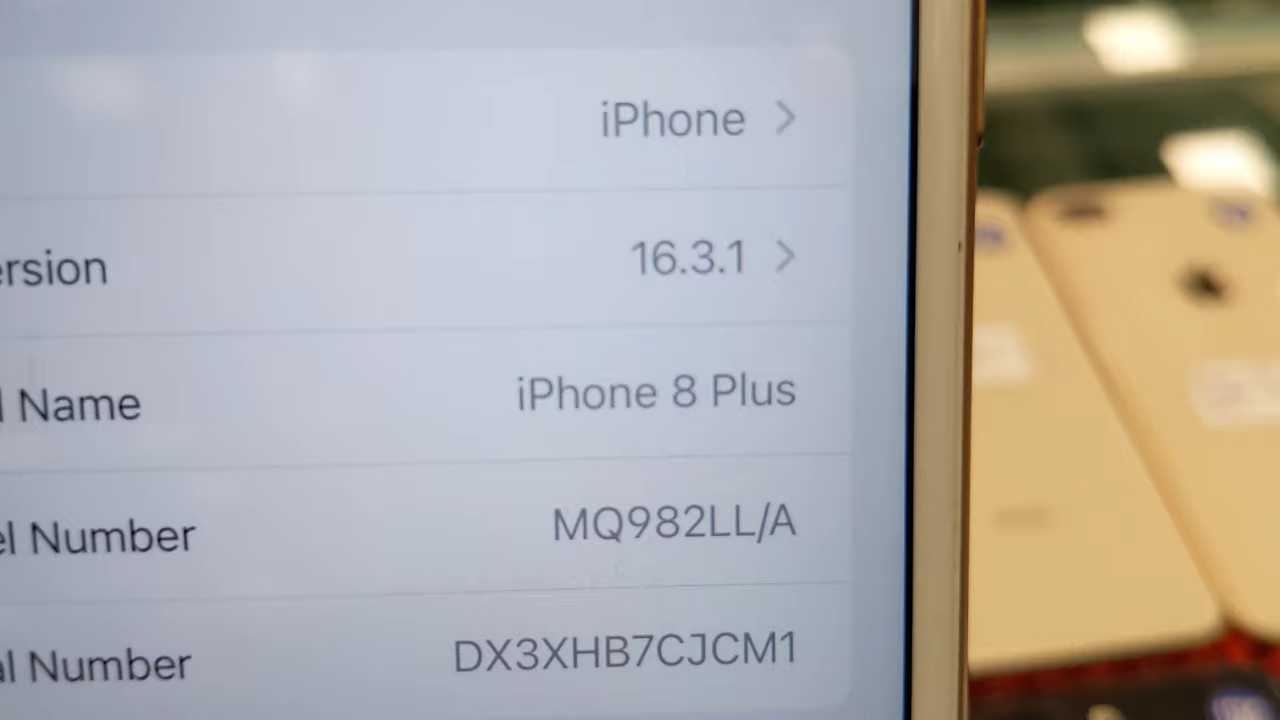 iPhone
ersion 16.3.1
l Name iPhone 8 Plus
el Number MQ982LL/A
al Number DX3XHB7CJCM1